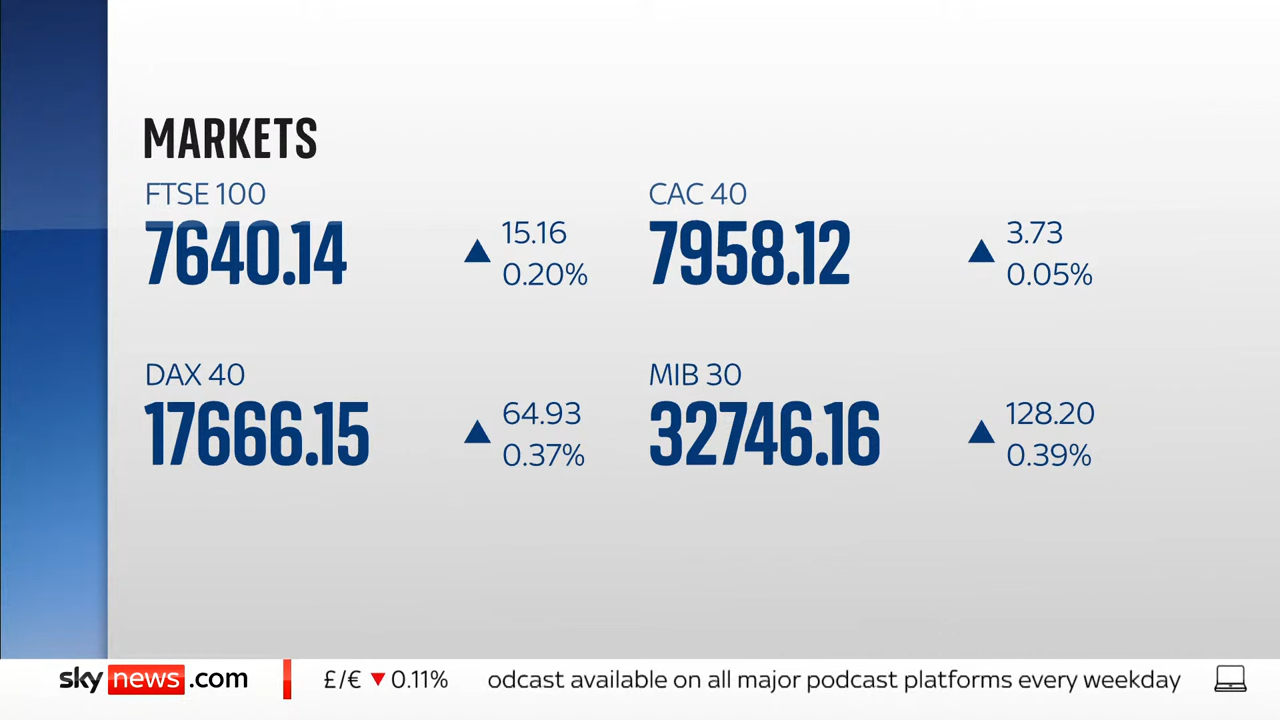 MARKETS
FTSE 100
7640.14
▲ 15.16
0.20%
CAC 40
7958.12
▲ 3.73
0.05%
DAX 40
17666.15
▲ 64.93
0.37%
MIB 30
32746.16
▲ 128.20
0.39%
sky news .com
£/€ ▼ 0.11%
odcast available on all major podcast platforms every weekday